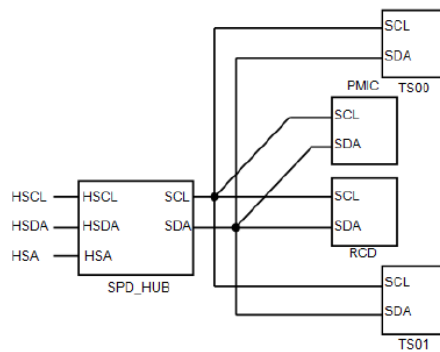 SCL
SDA
TS00
PMIC
SCL
SDA
HSCL HSCL SCL SCL
HSDA HSDA SDA SDA
HSA HSA
RCD
SPD_HUB
SCL
SDA
TS01